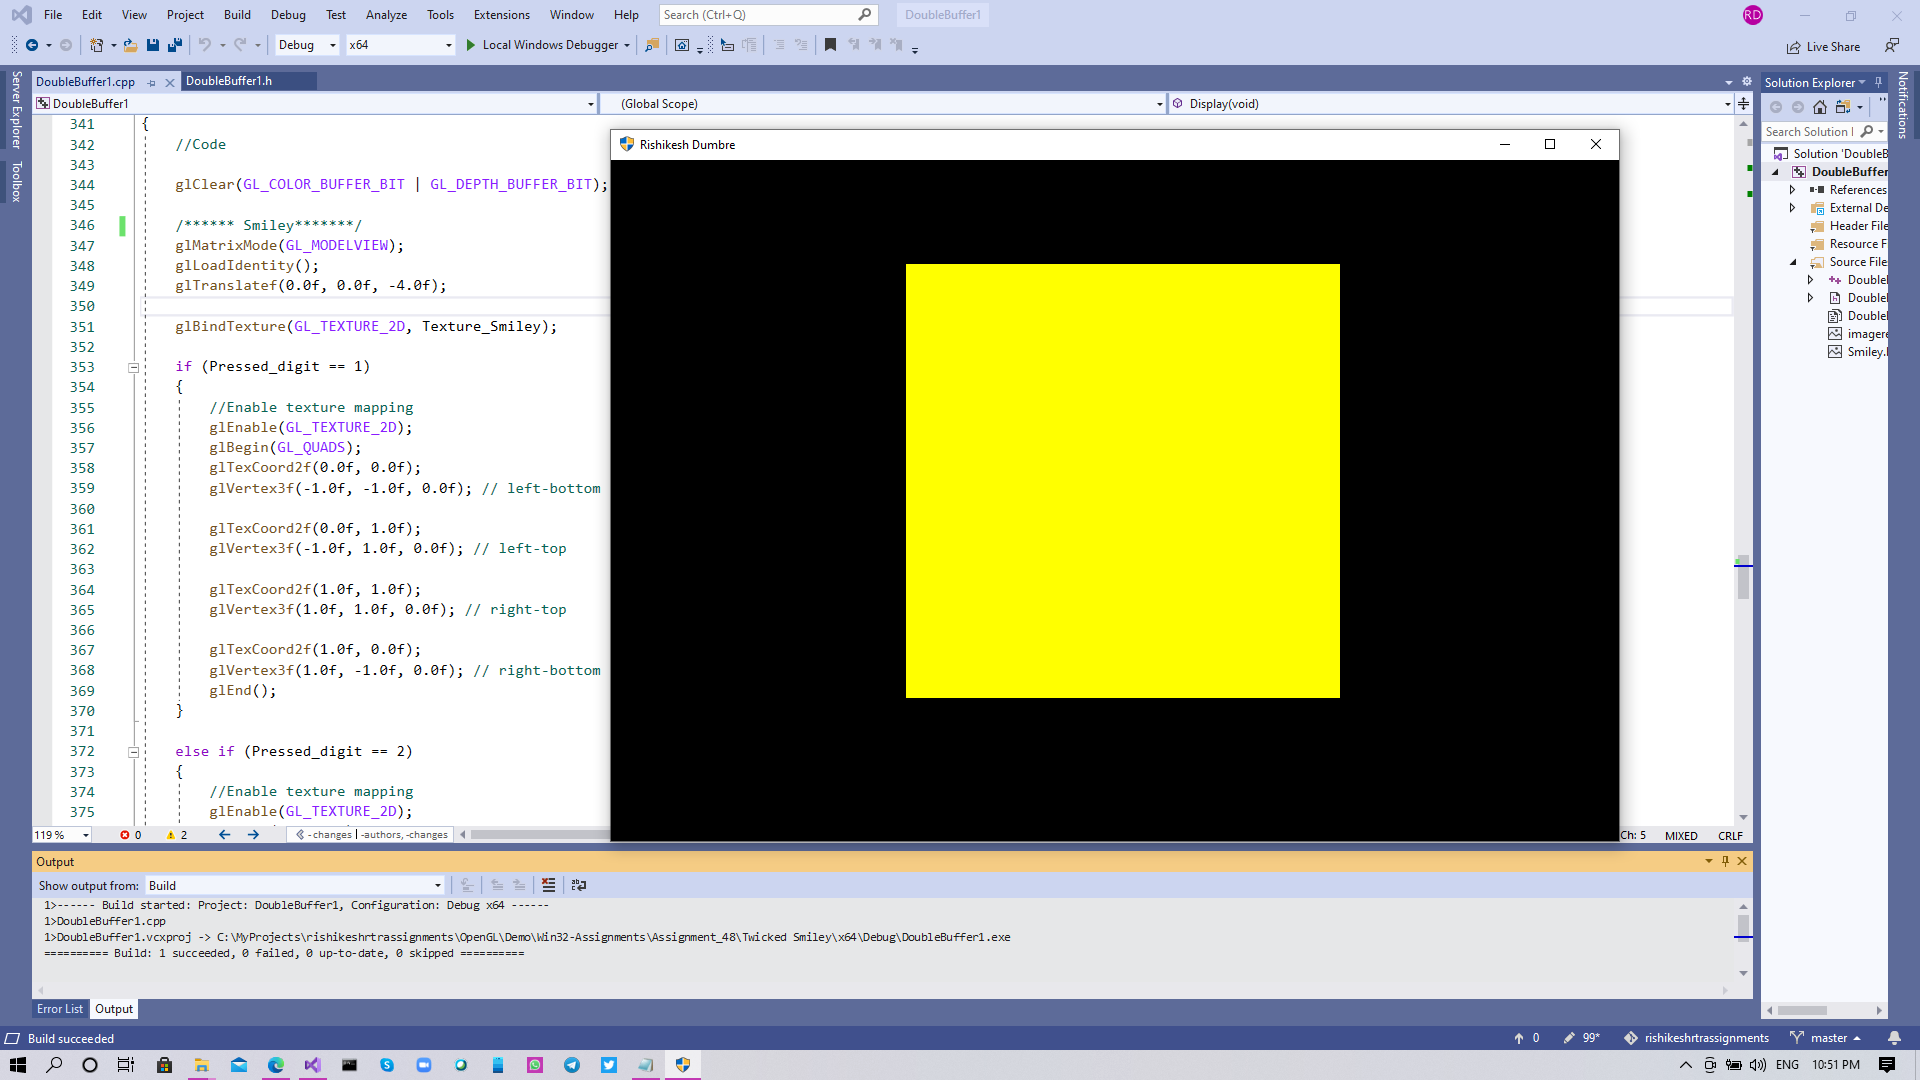 File Edit View Project Build Debug Test Analyze Tools Extensions Window Help Search (Ctrl+Q) DoubleBuffer1 RD
Debug x64 Local Windows Debugger Live Share
Server Explorer
Toolbox
DoubleBuffer1.cpp DoubleBuffer1.h
DoubleBuffer1 (Global Scope) Display(void)
341 {
342 //Code
343
344 glClear(GL_COLOR_BUFFER_BIT | GL_DEPTH_BUFFER_BIT);
345
346 /****** Smiley*******/
347 glMatrixMode(GL_MODELVIEW);
348 glLoadIdentity();
349 glTranslatef(0.0f, 0.0f, -4.0f);
350
351 glBindTexture(GL_TEXTURE_2D, Texture_Smiley);
352
353 if (Pressed_digit == 1)
354 {
355 //Enable texture mapping
356 glEnable(GL_TEXTURE_2D);
357 glBegin(GL_QUADS);
358 glTexCoord2f(0.0f, 0.0f);
359 glVertex3f(-1.0f, -1.0f, 0.0f); // left-bottom
360
361 glTexCoord2f(0.0f, 1.0f);
362 glVertex3f(-1.0f, 1.0f, 0.0f); // left-top
363
364 glTexCoord2f(1.0f, 1.0f);
365 glVertex3f(1.0f, 1.0f, 0.0f); // right-top
366
367 glTexCoord2f(1.0f, 0.0f);
368 glVertex3f(1.0f, -1.0f, 0.0f); // right-bottom
369 glEnd();
370 }
371
372 else if (Pressed_digit == 2)
373 {
374 //Enable texture mapping
375 glEnable(GL_TEXTURE_2D);
Rishikesh Dumbre
119 % 0 2 - changes | -authors, -changes Ch: 5 MIXED CRLF
Solution Explorer
Search Solution
Solution 'DoubleB
DoubleBuffer
References
External De
Header File
Resource F
Source File
Double
Double
Double
imagere
Smiley.
Notifications
Output
Show output from: Build
1>------ Build started: Project: DoubleBuffer1, Configuration: Debug x64 ------
1>DoubleBuffer1.cpp
1>DoubleBuffer1.vcxproj -> C:\MyProjects\rishikeshrtrassignments\OpenGL\Demo\Win32-Assignments\Assignment_48\Twicked Smiley\x64\Debug\DoubleBuffer1.exe
========== Build: 1 succeeded, 0 failed, 0 up-to-date, 0 skipped ==========
Error List Output
Build succeeded 0 99* rishikeshrtrassignments master
ENG 10:51 PM